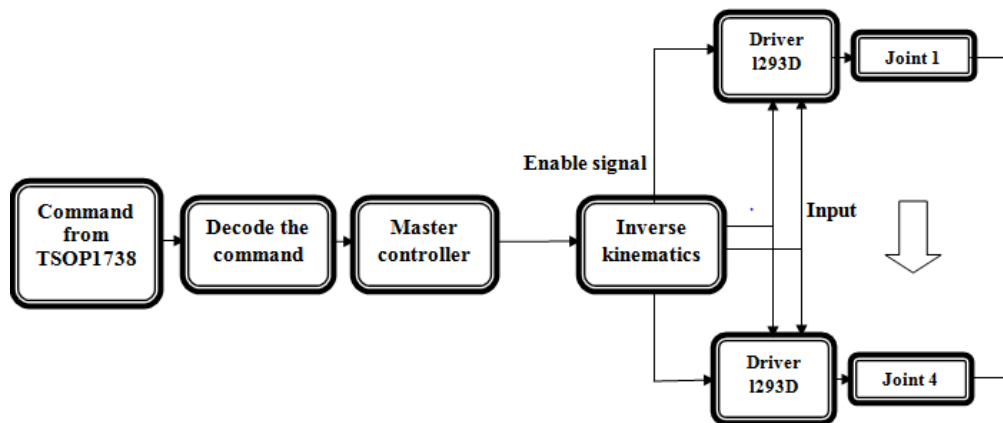 Driver
l293D
Joint 1
Enable signal
Command
from
TSOP1738
Decode the
command
Master
controller
Inverse
kinematics
Input
Driver
l293D
Joint 4